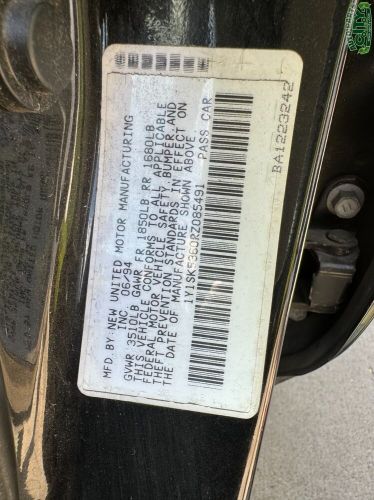 MFD. BY NEW UNITED MOTOR MANUFACTURING
INC. 06/94
GVWR 3510LB GAWR FR 1850LB RR 1680LB
THIS VEHICLE CONFORMS TO ALL APPLICABLE
FEDERAL MOTOR VEHICLE SAFETY BUMPER, AND
THEFT PREVENTION STANDARDS IN EFFECT ON
THE DATE OF MANUFACTURE SHOWN ABOVE
1Y1SK5360RZ085491 PASS CAR
BA1223242